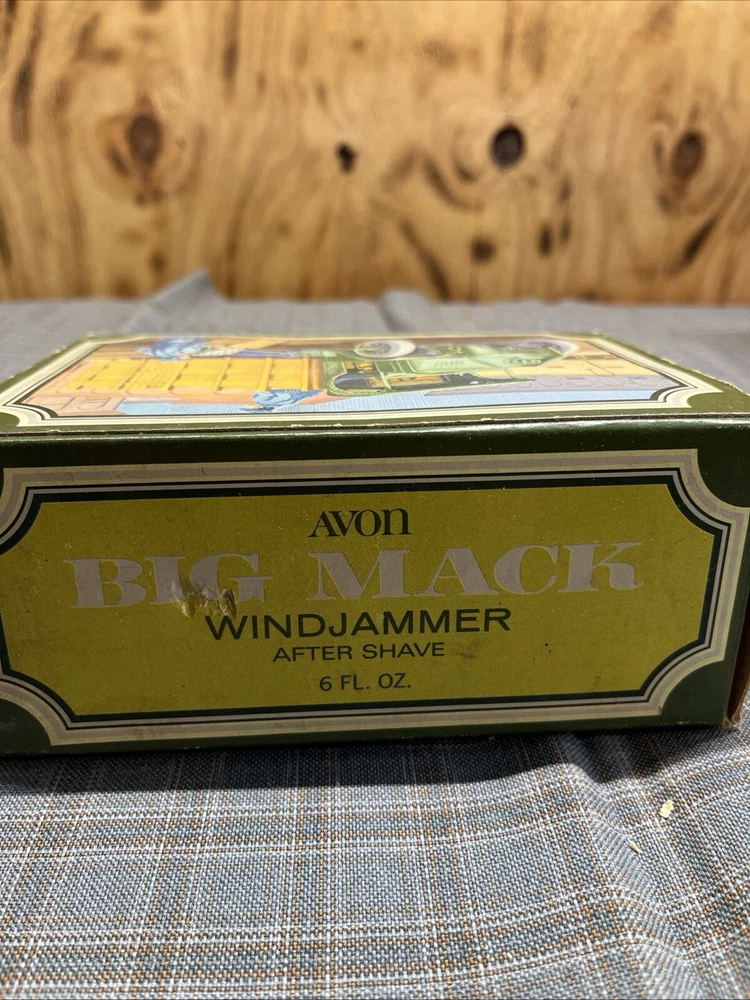 AVON
BIG MACK
WINDJAMMER
AFTER SHAVE
6 FL. OZ.